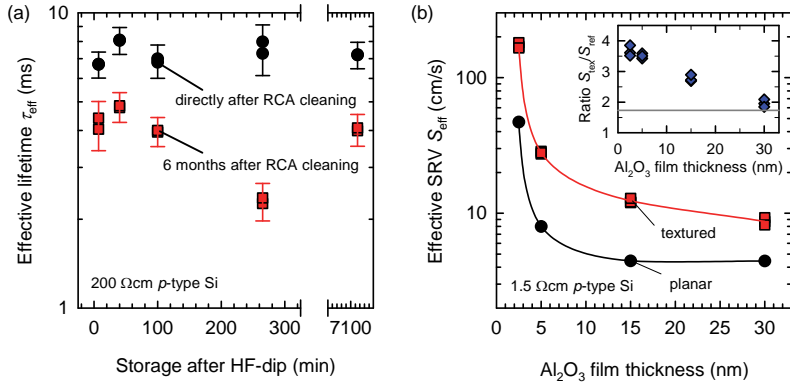 (a)
10
1
Effective lifetime τeff (ms)
directly after RCA cleaning
6 months after RCA cleaning
200 Ωcm p-type Si
0 100 200 300 7100
Storage after HF-dip (min)
(b)
100
10
Effective SRV Seff (cm/s)
textured
planar
1.5 Ωcm p-type Si
0 5 10 15 20 25 30
Al2O3 film thickness (nm)
4
3
2
1
Ratio Stex/Sref
0 10 20 30
Al2O3 film thickness (nm)